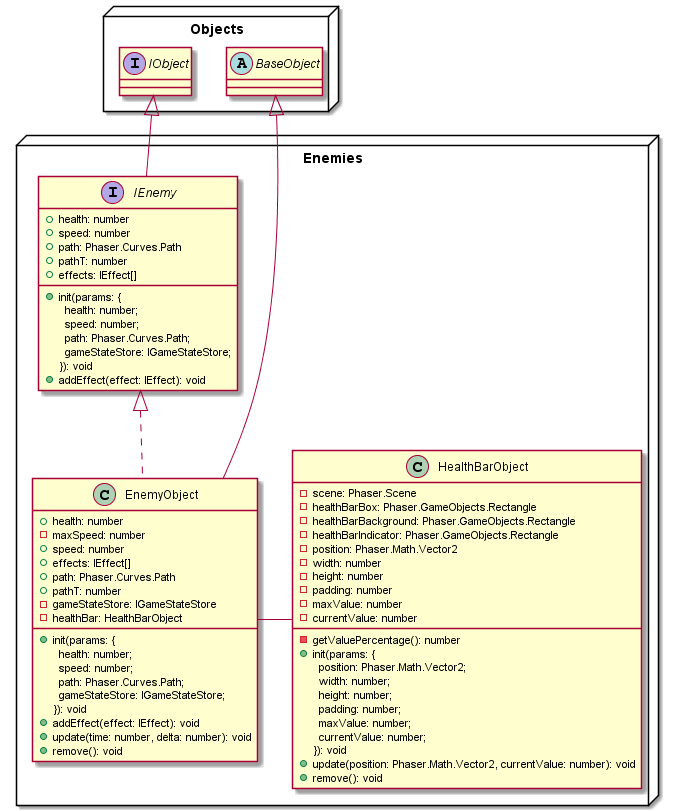 Objects
I IObject
A BaseObject
Enemies
I IEnemy
health: number
speed: number
path: Phaser.Curves.Path
pathT: number
effects: IEffect[]
init(params: {
health: number;
speed: number;
path: Phaser.Curves.Path;
gameStateStore: IGameStateStore;
}): void
addEffect(effect: IEffect): void
C EnemyObject
health: number
maxSpeed: number
speed: number
effects: IEffect[]
path: Phaser.Curves.Path
pathT: number
gameStateStore: IGameStateStore
healthBar: HealthBarObject
init(params: {
health: number;
speed: number;
path: Phaser.Curves.Path;
gameStateStore: IGameStateStore;
}): void
addEffect(effect: IEffect): void
update(time: number, delta: number): void
remove(): void
C HealthBarObject
scene: Phaser.Scene
healthBarBox: Phaser.GameObjects.Rectangle
healthBarBackground: Phaser.GameObjects.Rectangle
healthBarIndicator: Phaser.GameObjects.Rectangle
position: Phaser.Math.Vector2
width: number
height: number
padding: number
maxValue: number
currentValue: number
getValuePercentage(): number
init(params: {
position: Phaser.Math.Vector2;
width: number;
height: number;
padding: number;
maxValue: number;
currentValue: number;
}): void
update(position: Phaser.Math.Vector2, currentValue: number): void
remove(): void